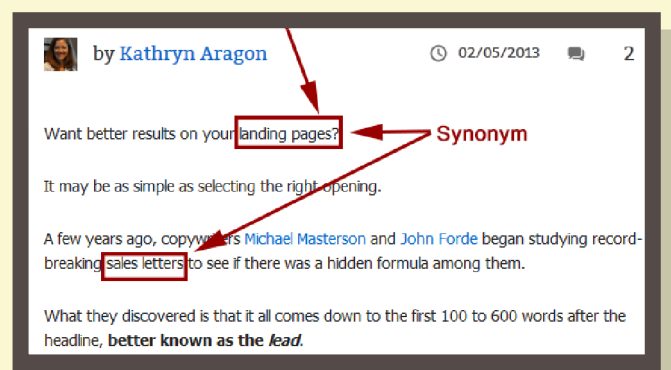 by Kathryn Aragon 02/05/2013 2
Want better results on your landing pages? Synonym
It may be as simple as selecting the right opening.
A few years ago, copywriters Michael Masterson and John Forde began studying record-
breaking sales letters to see if there was a hidden formula among them.
What they discovered is that it all comes down to the first 100 to 600 words after the
headline, better known as the lead.